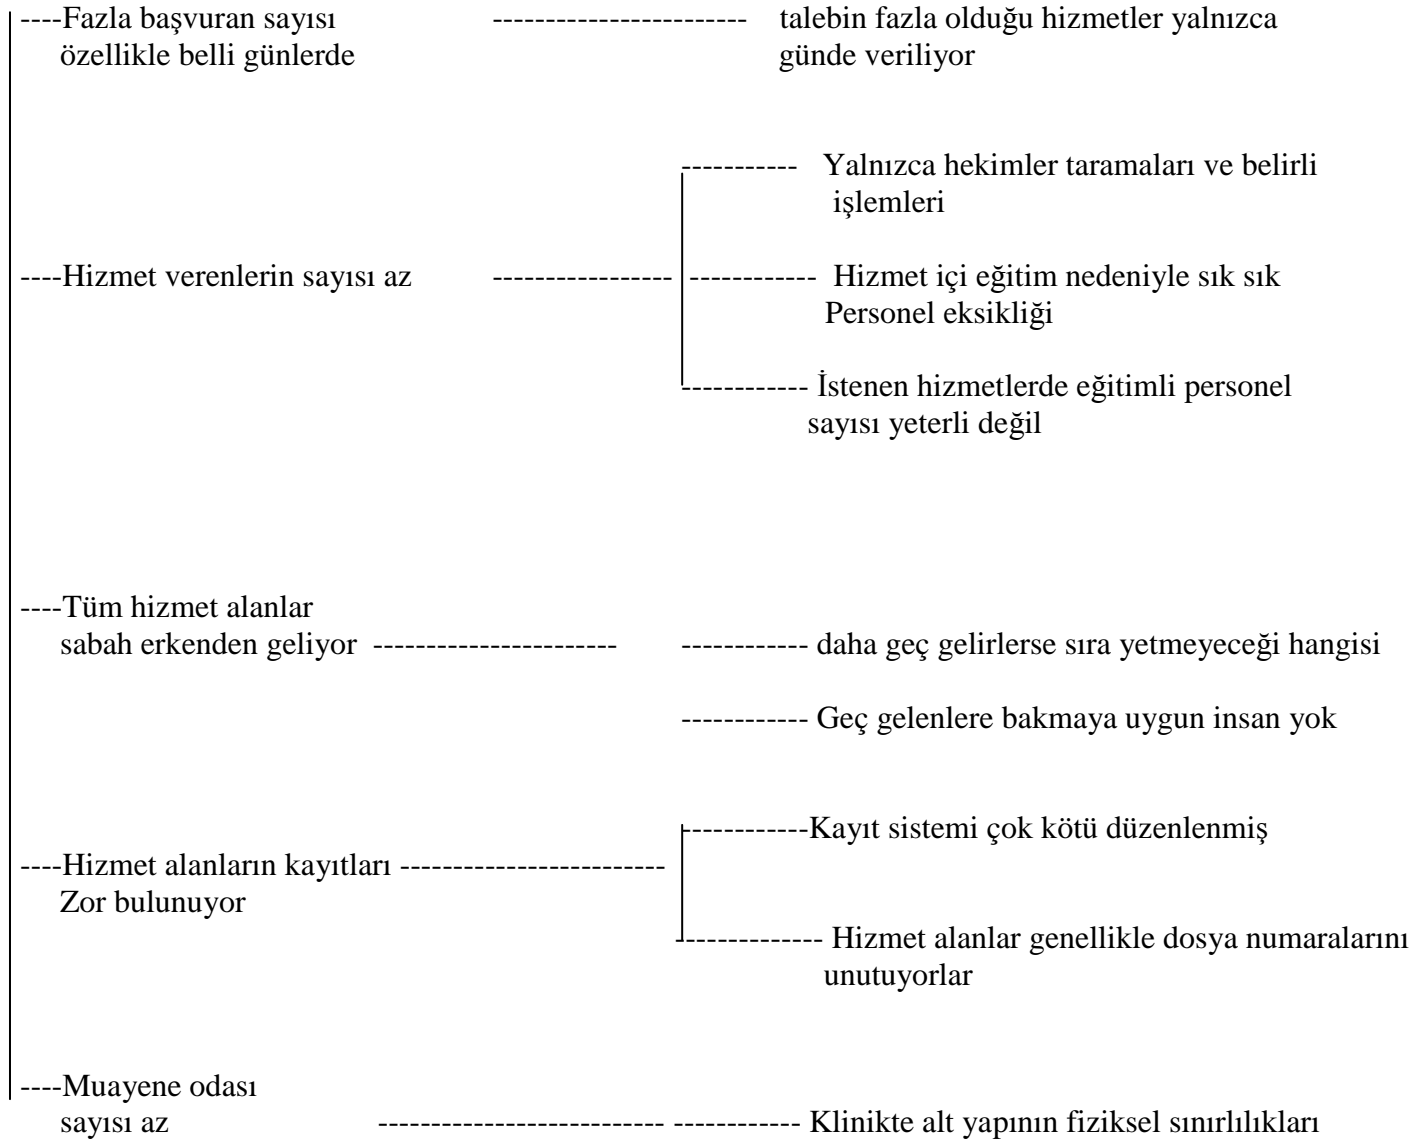 ----Fazla başvuran sayısı ------------------------ talebin fazla olduğu hizmetler yalnızca
özellikle belli günlerde günde veriliyor
----------- Yalnızca hekimler taramaları ve belirli
işlemleri
----Hizmet verenlerin sayısı az ----------------- ------------ Hizmet içi eğitim nedeniyle sık sık
Personel eksikliği
------------ İstenen hizmetlerde eğitimli personel
sayısı yeterli değil
----Tüm hizmet alanlar
sabah erkenden geliyor ----------------------- ------------ daha geç gelirlerse sıra yetmeyeceği hangisi
------------ Geç gelenlere bakmaya uygun insan yok
------------Kayıt sistemi çok kötü düzenlenmiş
----Hizmet alanların kayıtları -------------------------
Zor bulunuyor
-------------- Hizmet alanlar genellikle dosya numaralarını
unutuyorlar
----Muayene odası
sayısı az --------------------------- ------------ Klinikte alt yapının fiziksel sınırlılıkları